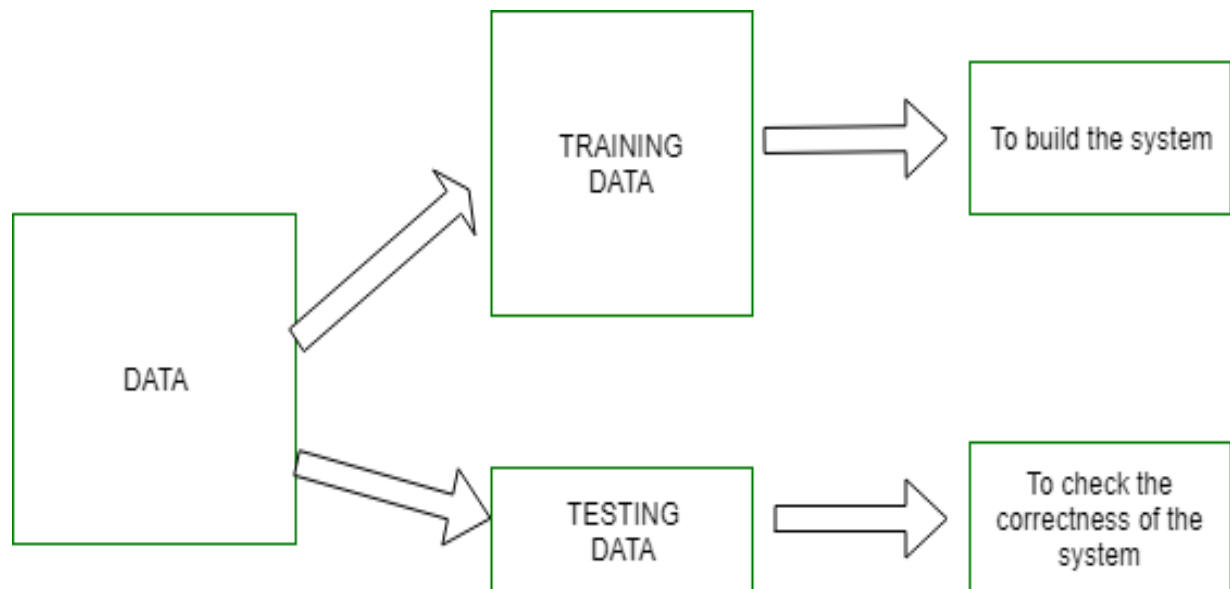 DATA
TRAINING
DATA
To build the system
TESTING
DATA
To check the
correctness of the
system